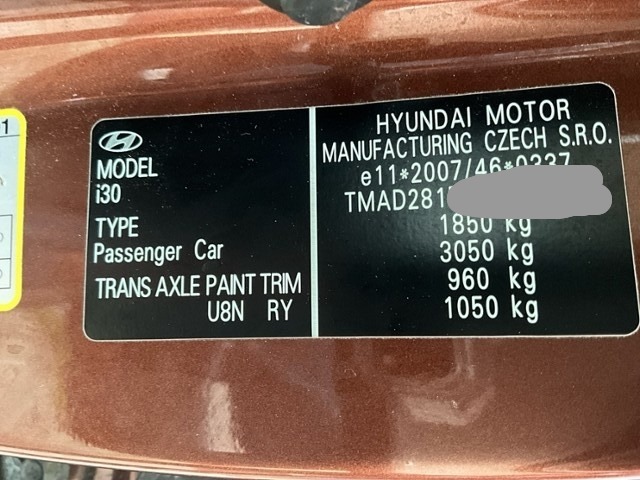 MODEL
i30
TYPE
Passenger Car
TRANS AXLE PAINT TRIM
U8N RY
HYUNDAI MOTOR
MANUFACTURING CZECH S.R.O.
e11*2007/46*0337
TMAD281
1850 kg
3050 kg
960 kg
1050 kg
1